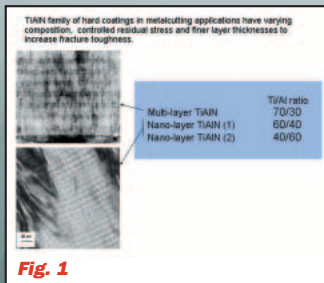 TiAlN family of hard coatings in metalcutting applications have varying
composition, controlled residual stress and finer layer thicknesses to
increase fracture toughness.
Ti/Al ratio
Multi-layer TiAlN 70/30
Nano-layer TiAlN (1) 60/40
Nano-layer TiAlN (2) 40/60
Fig. 1